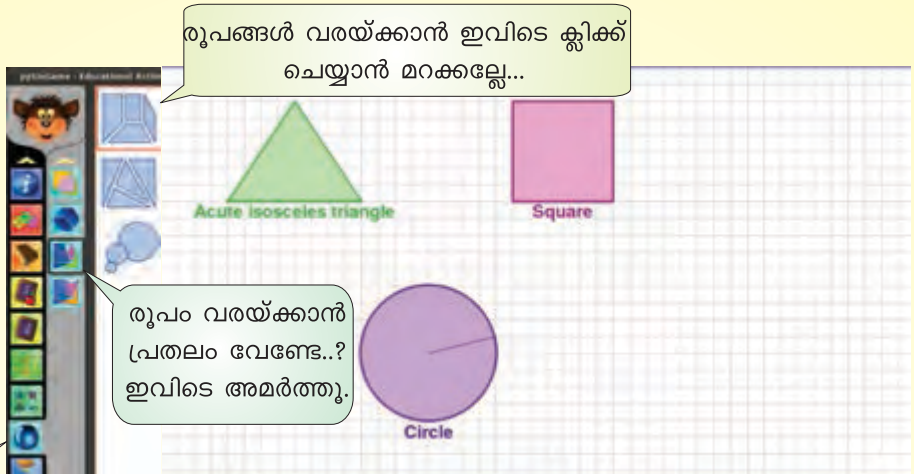 രൂപങ്ങൾ വരയ്ക്കാൻ ഇവിടെ ക്ലിക്ക്
ചെയ്യാൻ മറക്കല്ലേ...
Acute isosceles triangle
Square
രൂപം വരയ്ക്കാൻ
പ്രതലം വേണ്ടേ..?
ഇവിടെ അമർത്തൂ.
Circle